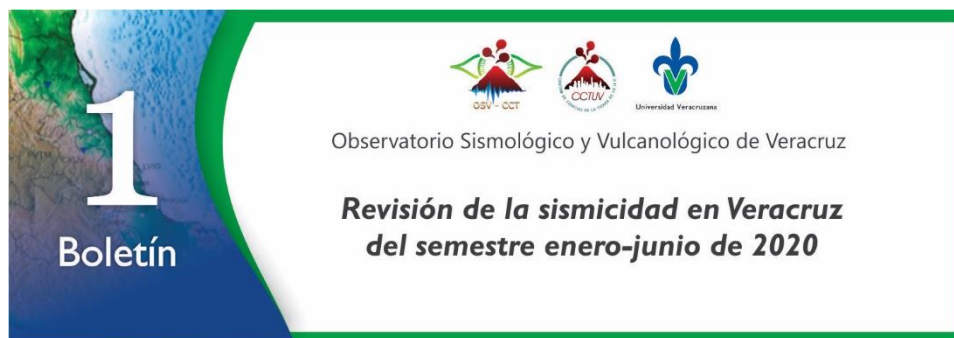 1
Boletín
OSV - CCT
CCTUV
Universidad Veracruzana
Observatorio Sismológico y Vulcanológico de Veracruz
Revisión de la sismicidad en Veracruz
del semestre enero-junio de 2020